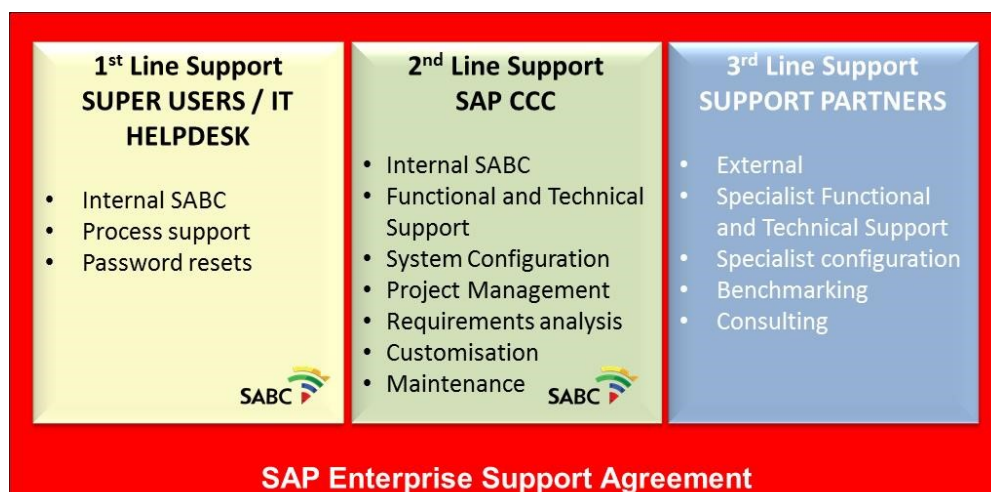 1st Line Support
SUPER USERS / IT
HELPDESK
• Internal SABC
• Process support
• Password resets
SABC
2nd Line Support
SAP CCC
• Internal SABC
• Functional and Technical
Support
• System Configuration
• Project Management
• Requirements analysis
• Customisation
• Maintenance
SABC
3rd Line Support
SUPPORT PARTNERS
• External
• Specialist Functional
and Technical Support
• Specialist configuration
• Benchmarking
• Consulting
SAP Enterprise Support Agreement